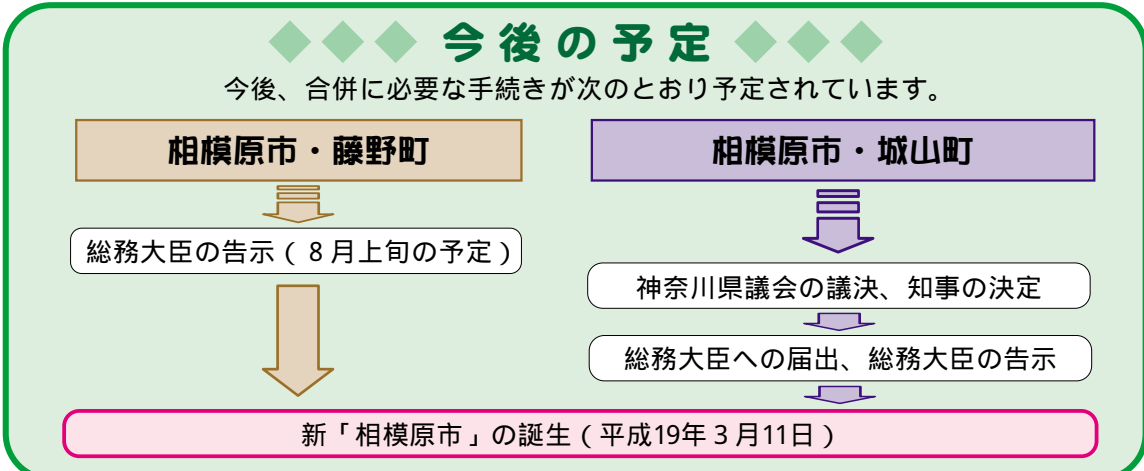 今後の予定
今後、合併に必要な手続きが次のとおり予定されています。
相模原市・藤野町
総務大臣の告示（８月上旬の予定）
相模原市・城山町
神奈川県議会の議決、知事の決定
総務大臣への届出、総務大臣の告示
新「相模原市」の誕生（平成19年３月11日）